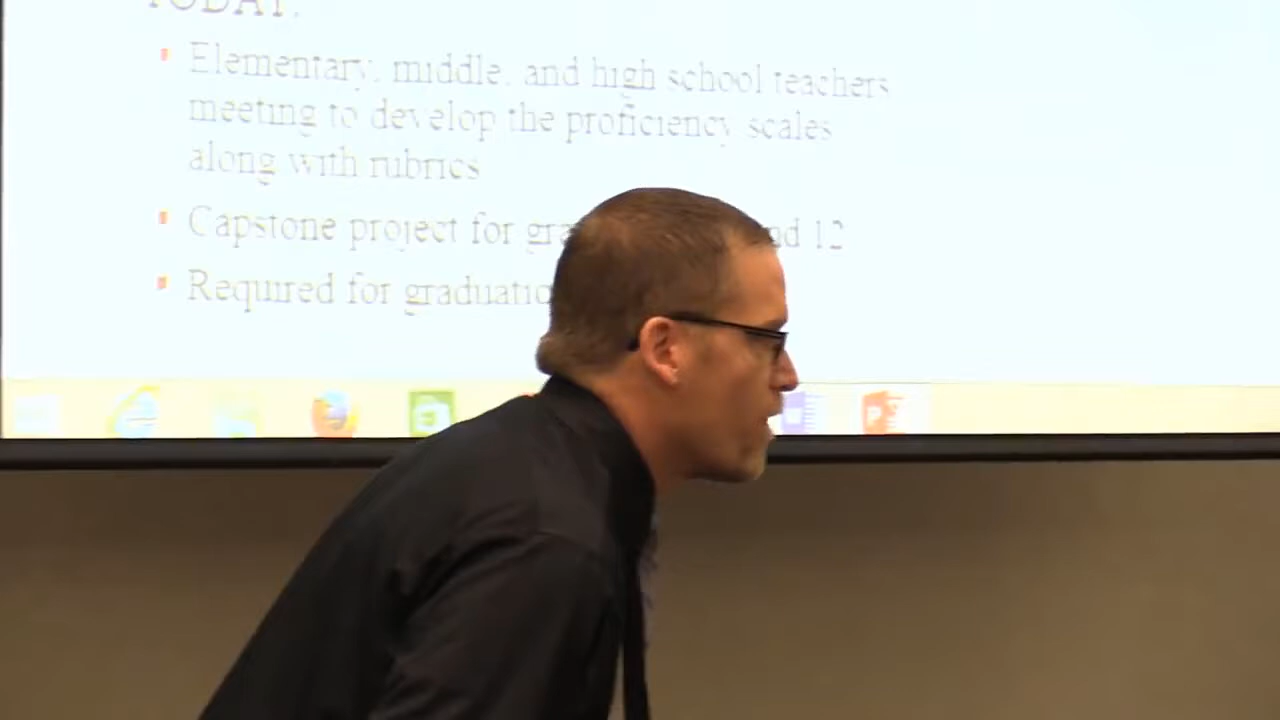 TODAY:
Elementary, middle, and high school teachers
meeting to develop the proficiency scales
along with rubrics
Capstone project for gra nd 12
Required for graduatio